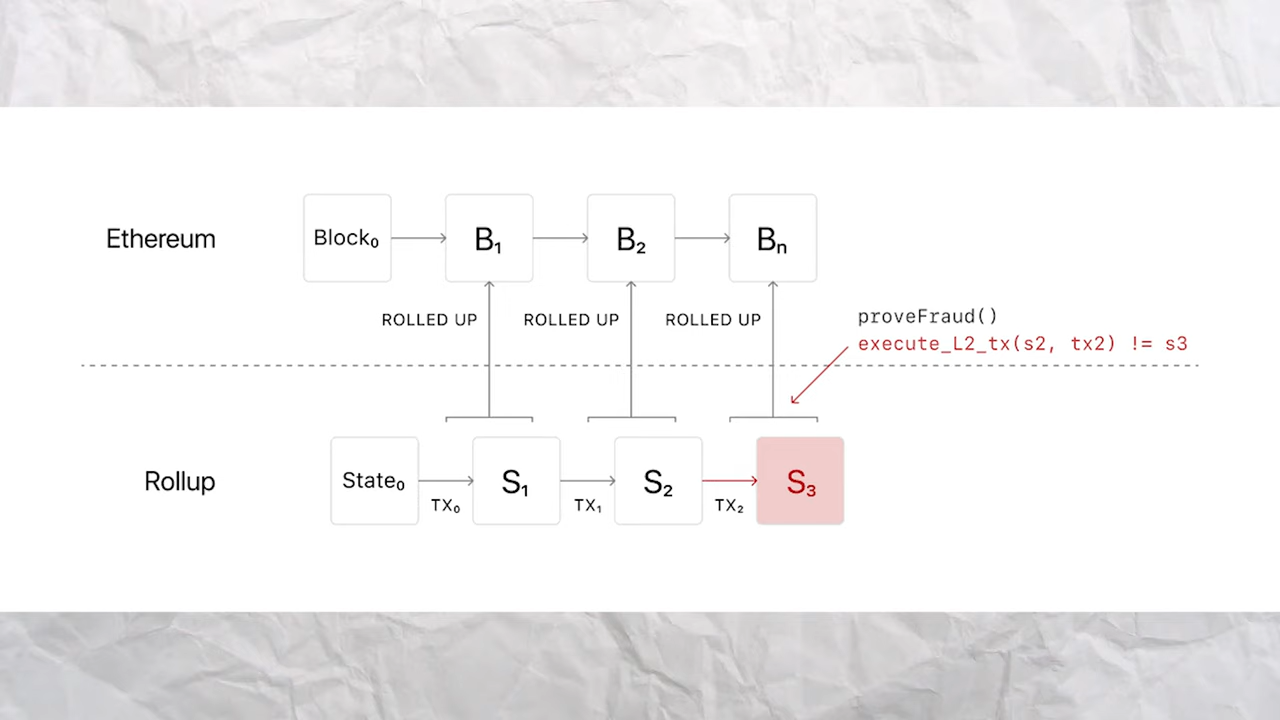 Ethereum
Block₀
B₁
B₂
Bₙ
ROLLED UP
ROLLED UP
ROLLED UP
proveFraud()
execute_L2_tx(s2, tx2) != s3
Rollup
State₀
S₁
S₂
S₃
TX₀
TX₁
TX₂